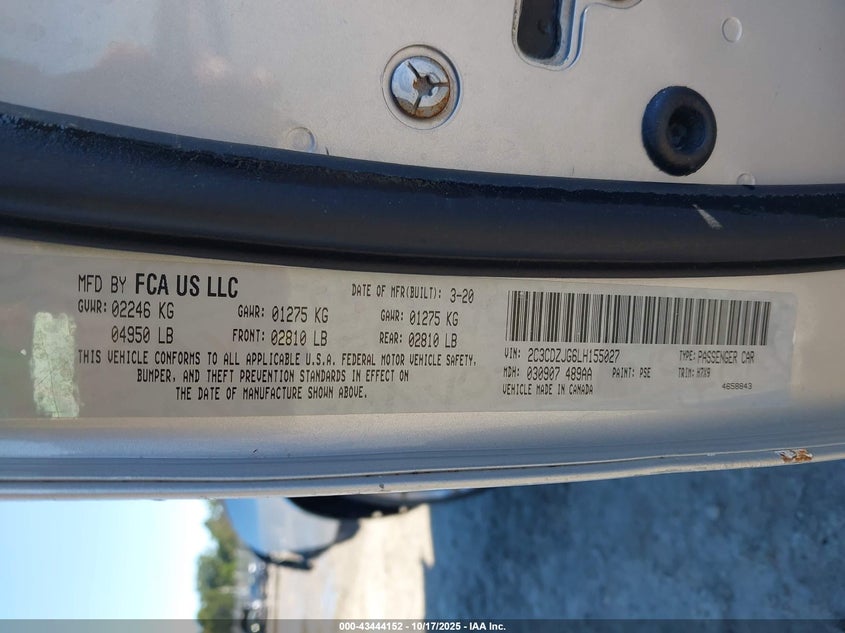 MFD BY FCA US LLC
DATE OF MFR(BUILT): 3-20
GVWR: 02246 KG GAWR: 01275 KG GAWR: 01275 KG
04950 LB FRONT: 02810 LB REAR: 02810 LB
THIS VEHICLE CONFORMS TO ALL APPLICABLE U.S.A. FEDERAL MOTOR VEHICLE SAFETY,
BUMPER, AND THEFT PREVENTION STANDARDS IN EFFECT ON
THE DATE OF MANUFACTURE SHOWN ABOVE.
VIN: 2C3CDZJG6LH155027 TYPE: PASSENGER CAR
MDH: 030907 489AA PAINT: PSE TRIM: H7X9
VEHICLE MADE IN CANADA 4658843
000-43444152 | 10/17/2025 - IAA Inc.